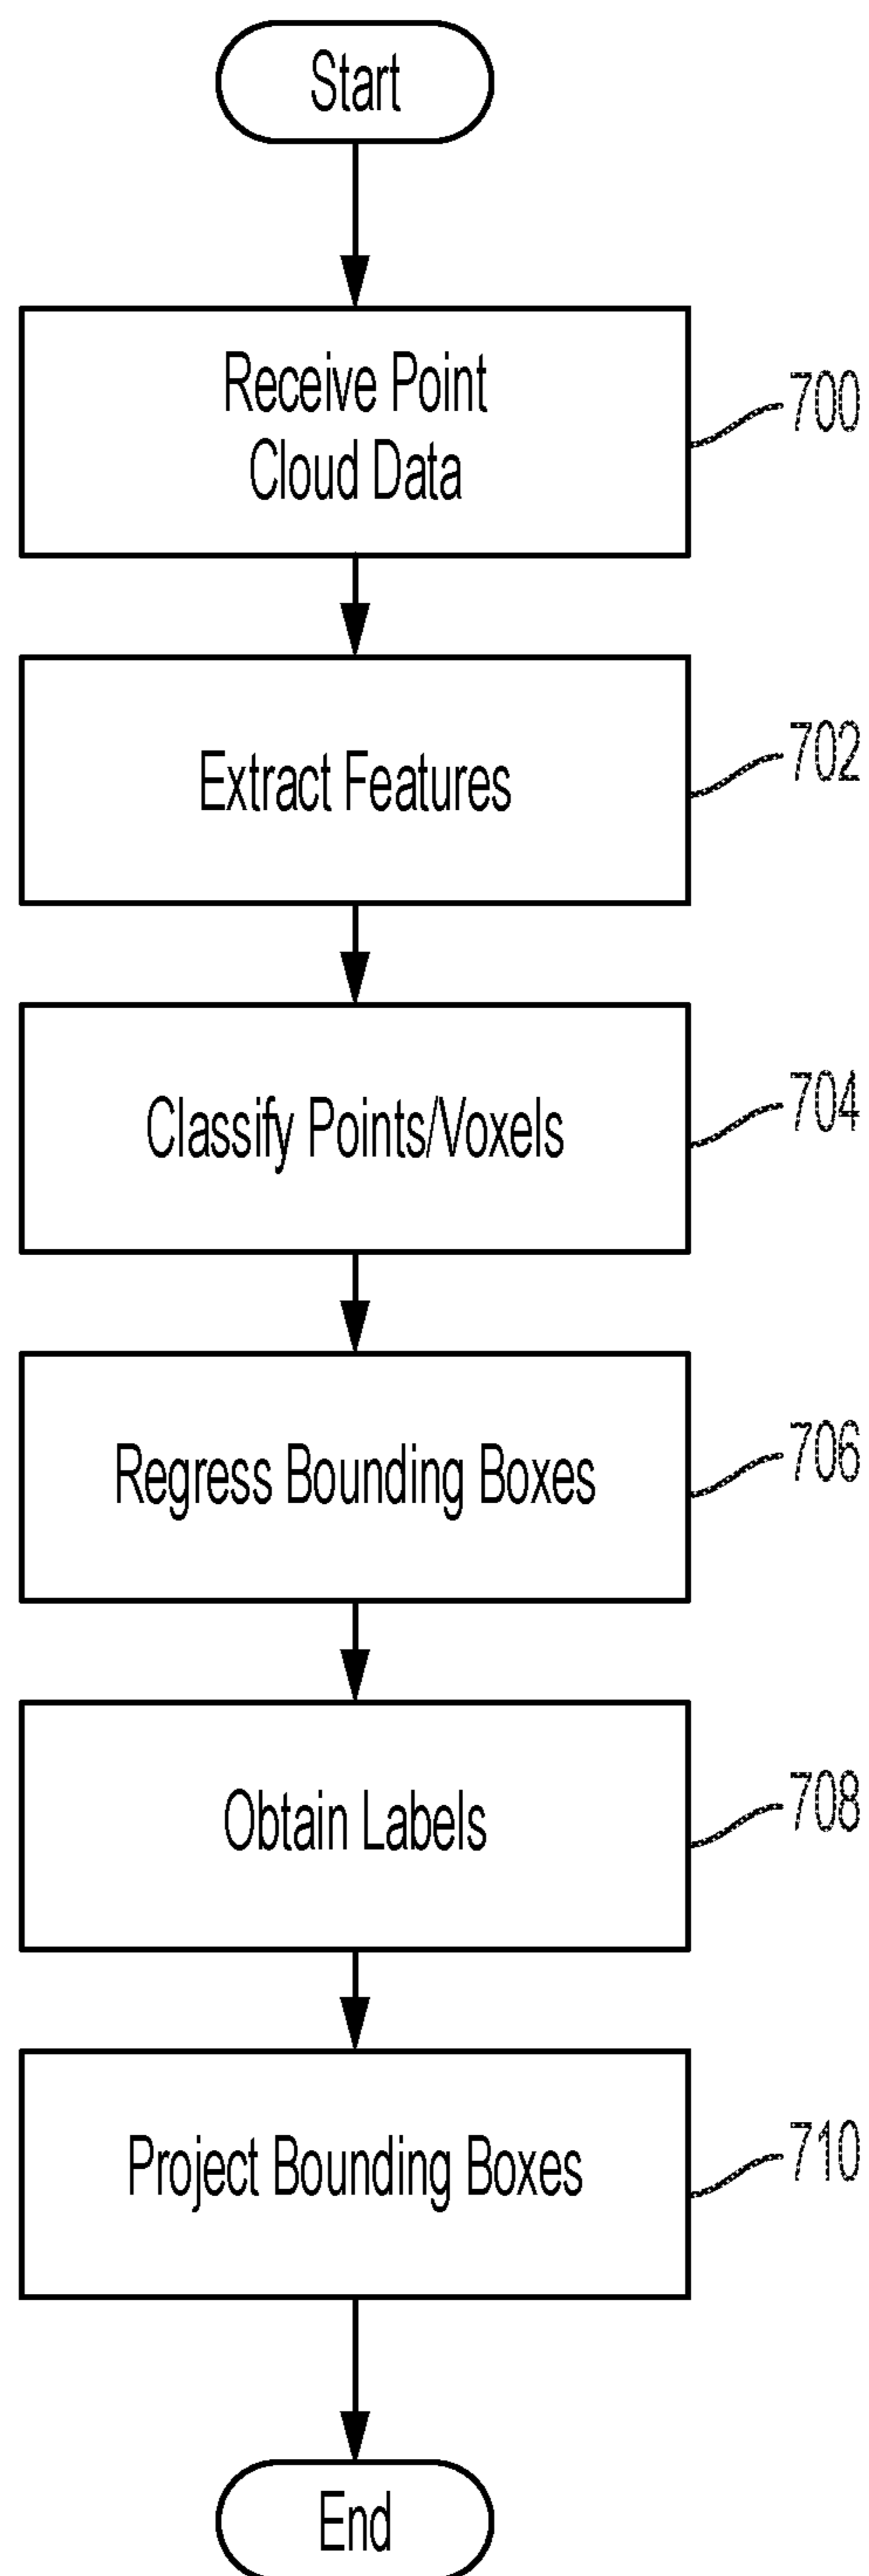 Start
Receive Point
Cloud Data
700
Extract Features
702
Classify Points/Voxels
704
Regress Bounding Boxes
706
Obtain Labels
708
Project Bounding Boxes
710
End